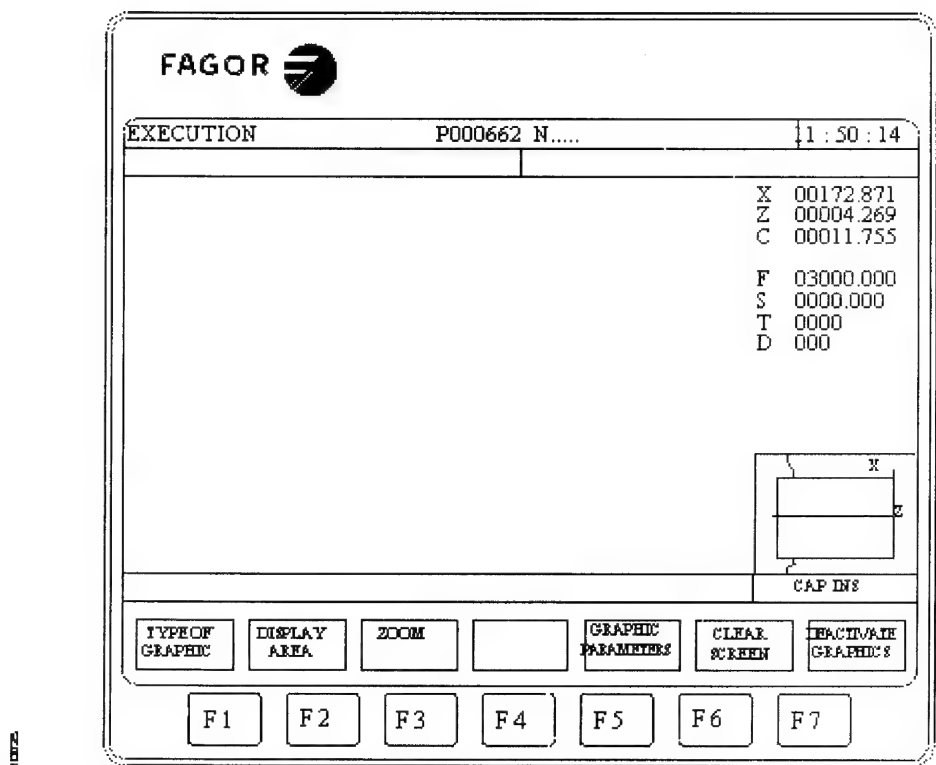 FAGOR
EXECUTION P000662 N..... 11 : 50 : 14
X 00172.871
Z 00004.269
C 00011.755
F 03000.000
S 0000.000
T 0000
D 000
X
Z
CAP INS
TYPE OF GRAPHIC
DISPLAY AREA
ZOOM
GRAPHIC PARAMETERS
CLEAR SCREEN
DEACTIVATE GRAPHICS
F1 F2 F3 F4 F5 F6 F7